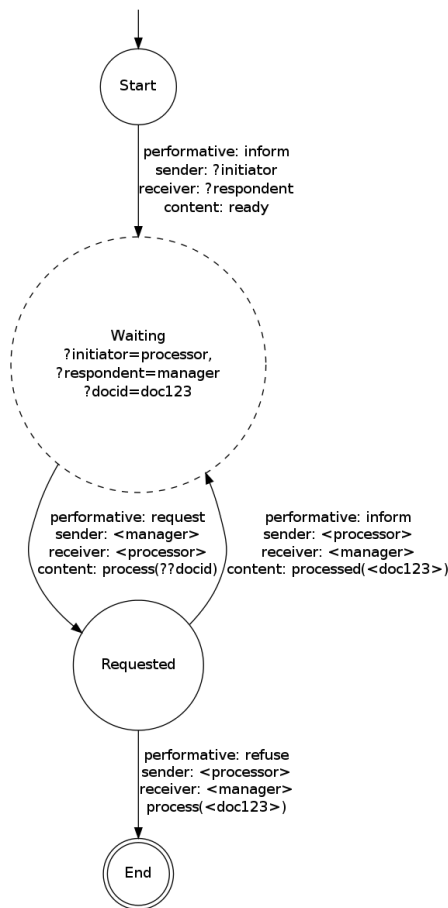 Start
performative: inform
sender: ?initiator
receiver: ?respondent
content: ready
Waiting
?initiator=processor,
?respondent=manager
?docid=doc123
performative: request
sender: <manager>
receiver: <processor>
content: process(??docid)
performative: inform
sender: <processor>
receiver: <manager>
content: processed(<doc123>)
Requested
performative: refuse
sender: <processor>
receiver: <manager>
process(<doc123>)
End